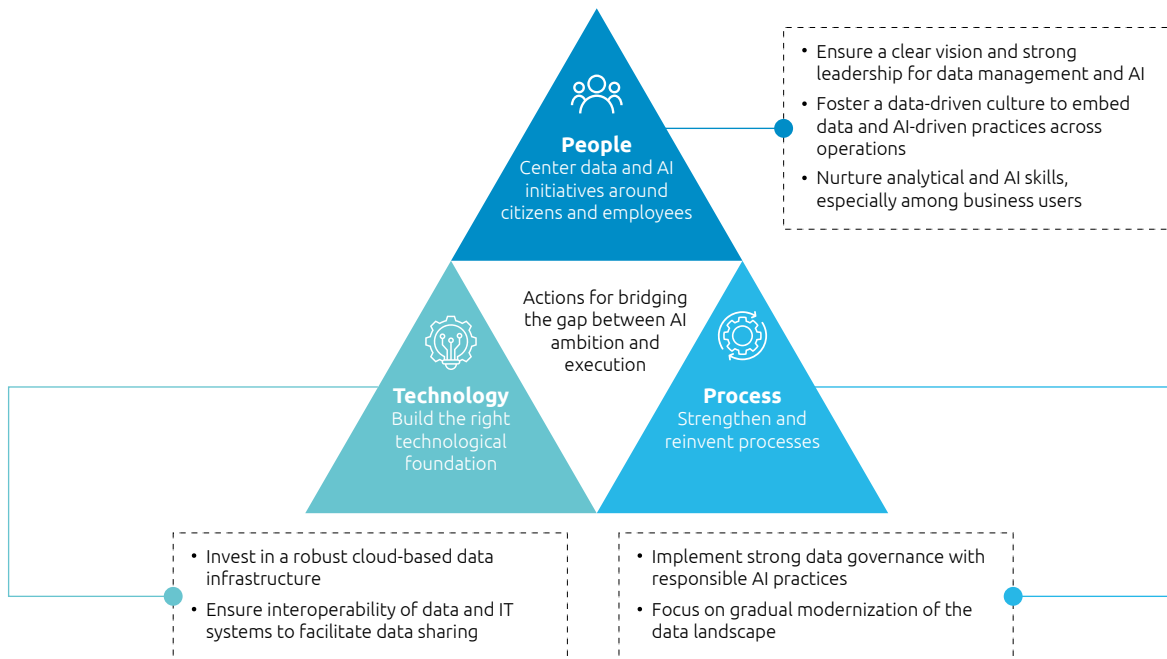 People
Center data and AI
initiatives around
citizens and employees
• Ensure a clear vision and strong
leadership for data management and AI
• Foster a data-driven culture to embed
data and AI-driven practices across
operations
• Nurture analytical and AI skills,
especially among business users
Actions for bridging
the gap between AI
ambition and
execution
Technology
Build the right
technological
foundation
Process
Strengthen and
reinvent processes
• Invest in a robust cloud-based data
infrastructure
• Ensure interoperability of data and IT
systems to facilitate data sharing
• Implement strong data governance with
responsible AI practices
• Focus on gradual modernization of the
data landscape